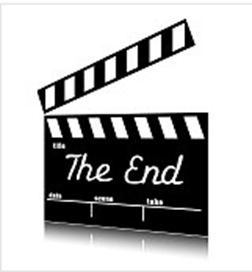 title
The End
date scene take